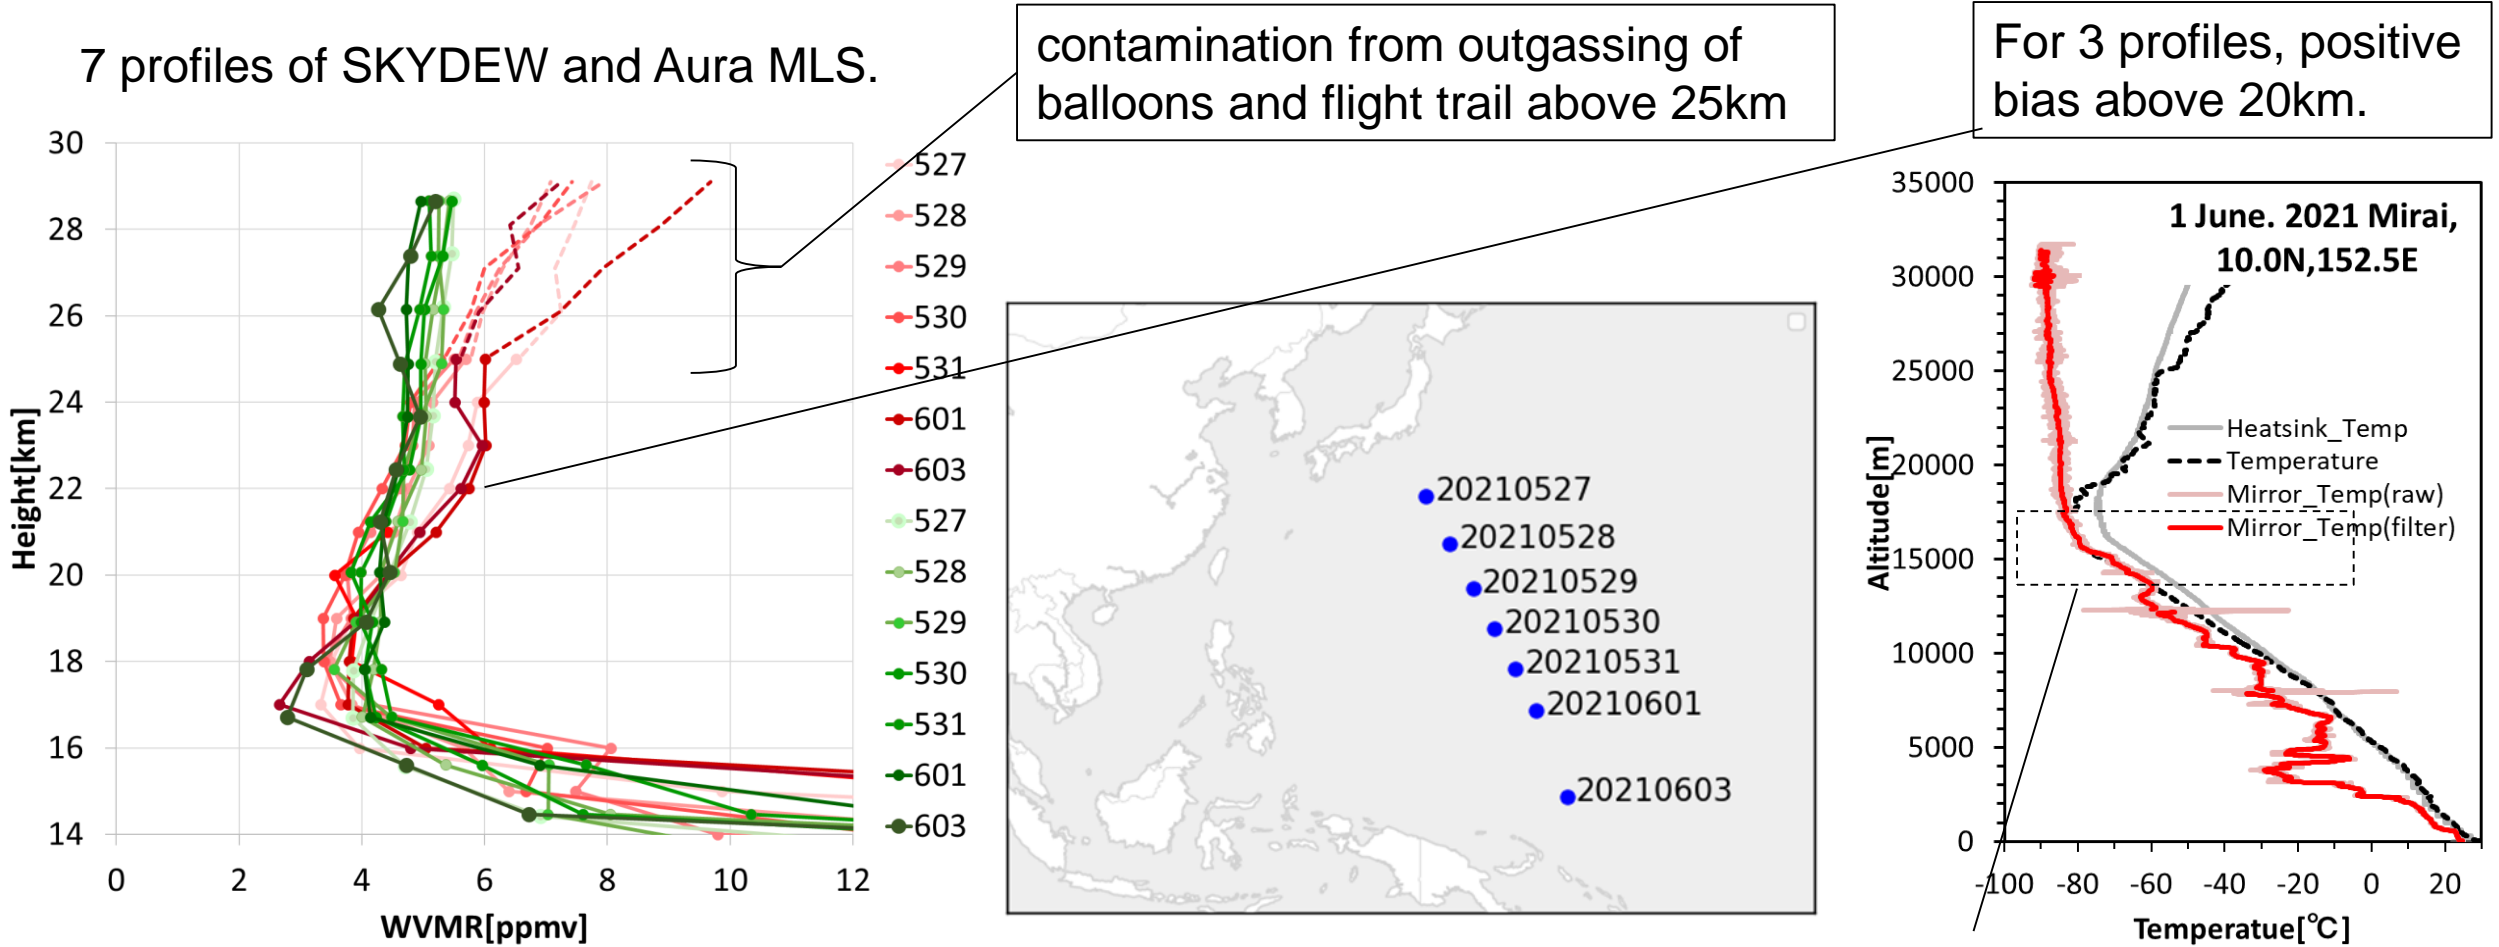 7 profiles of SKYDEW and Aura MLS.
contamination from outgassing of
balloons and flight trail above 25km
For 3 profiles, positive
bias above 20km.
30
28
26
24
22
20
18
16
14
Height[km]
0 2 4 6 8 10 12
WVMR[ppmv]
527
528
529
530
531
601
603
527
528
529
530
531
601
603
20210527
20210528
20210529
20210530
20210531
20210601
20210603
35000
30000
25000
20000
15000
10000
5000
0
Altitude[m]
1 June. 2021 Mirai,
10.0N,152.5E
Heatsink_Temp
Temperature
Mirror_Temp(raw)
Mirror_Temp(filter)
-100 -80 -60 -40 -20 0 20
Temperatue[℃]